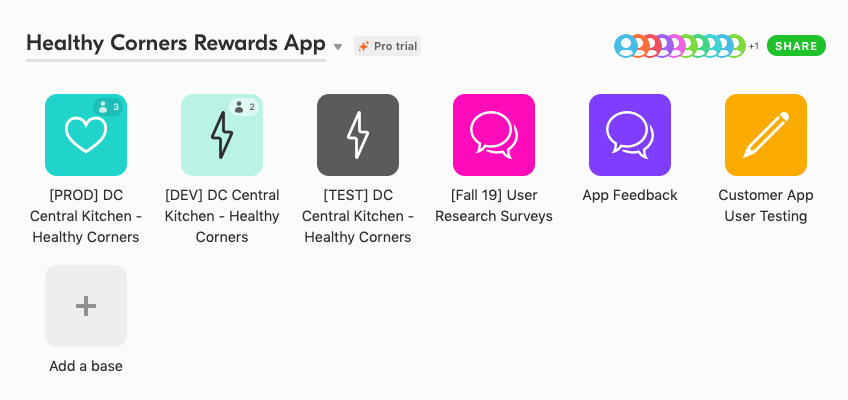 Healthy Corners Rewards App
Pro trial
+1
SHARE
3
2
[PROD] DC
Central Kitchen -
Healthy Corners
[DEV] DC Central
Kitchen - Healthy
Corners
[TEST] DC
Central Kitchen -
Healthy Corners
[Fall 19] User
Research Surveys
App Feedback
Customer App
User Testing
Add a base